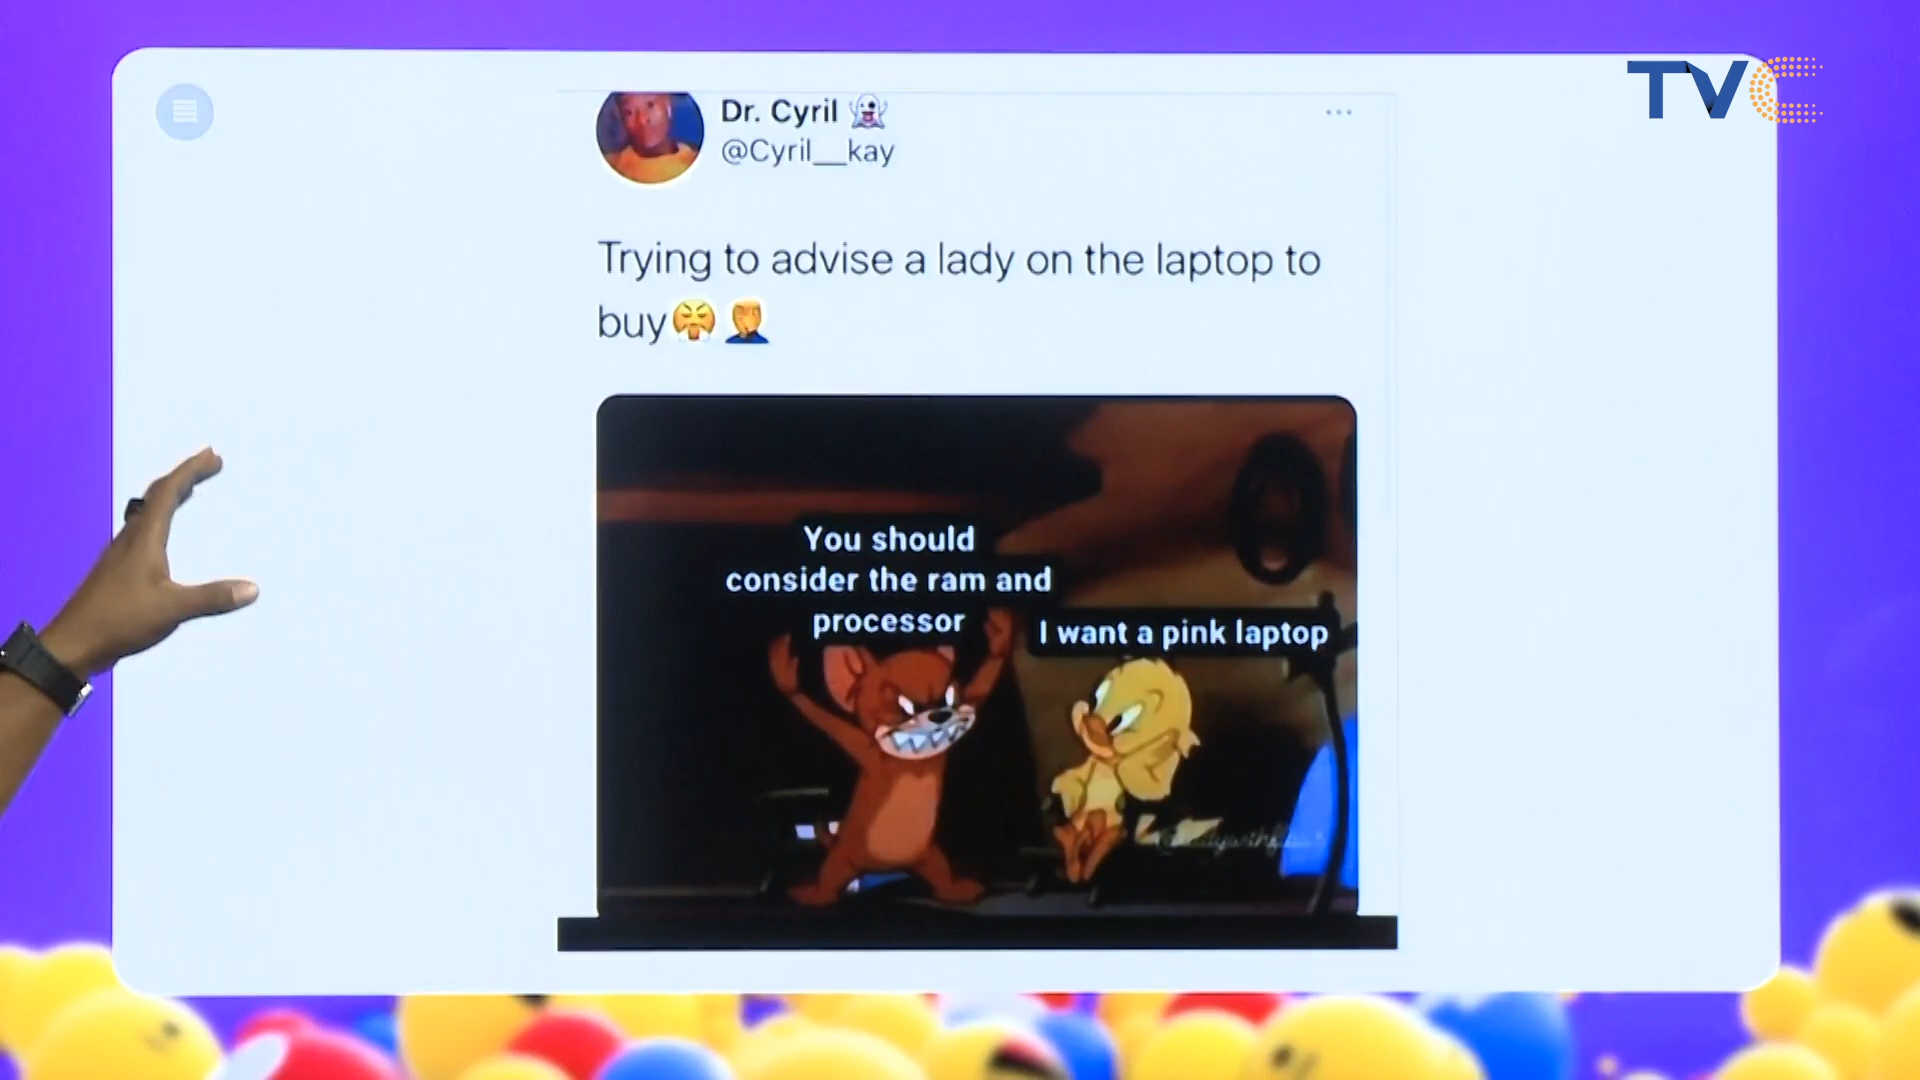 TVC
Dr. Cyril 👻
@Cyril__kay
Trying to advise a lady on the laptop to
buy😤🤦
You should
consider the ram and
processor
I want a pink laptop